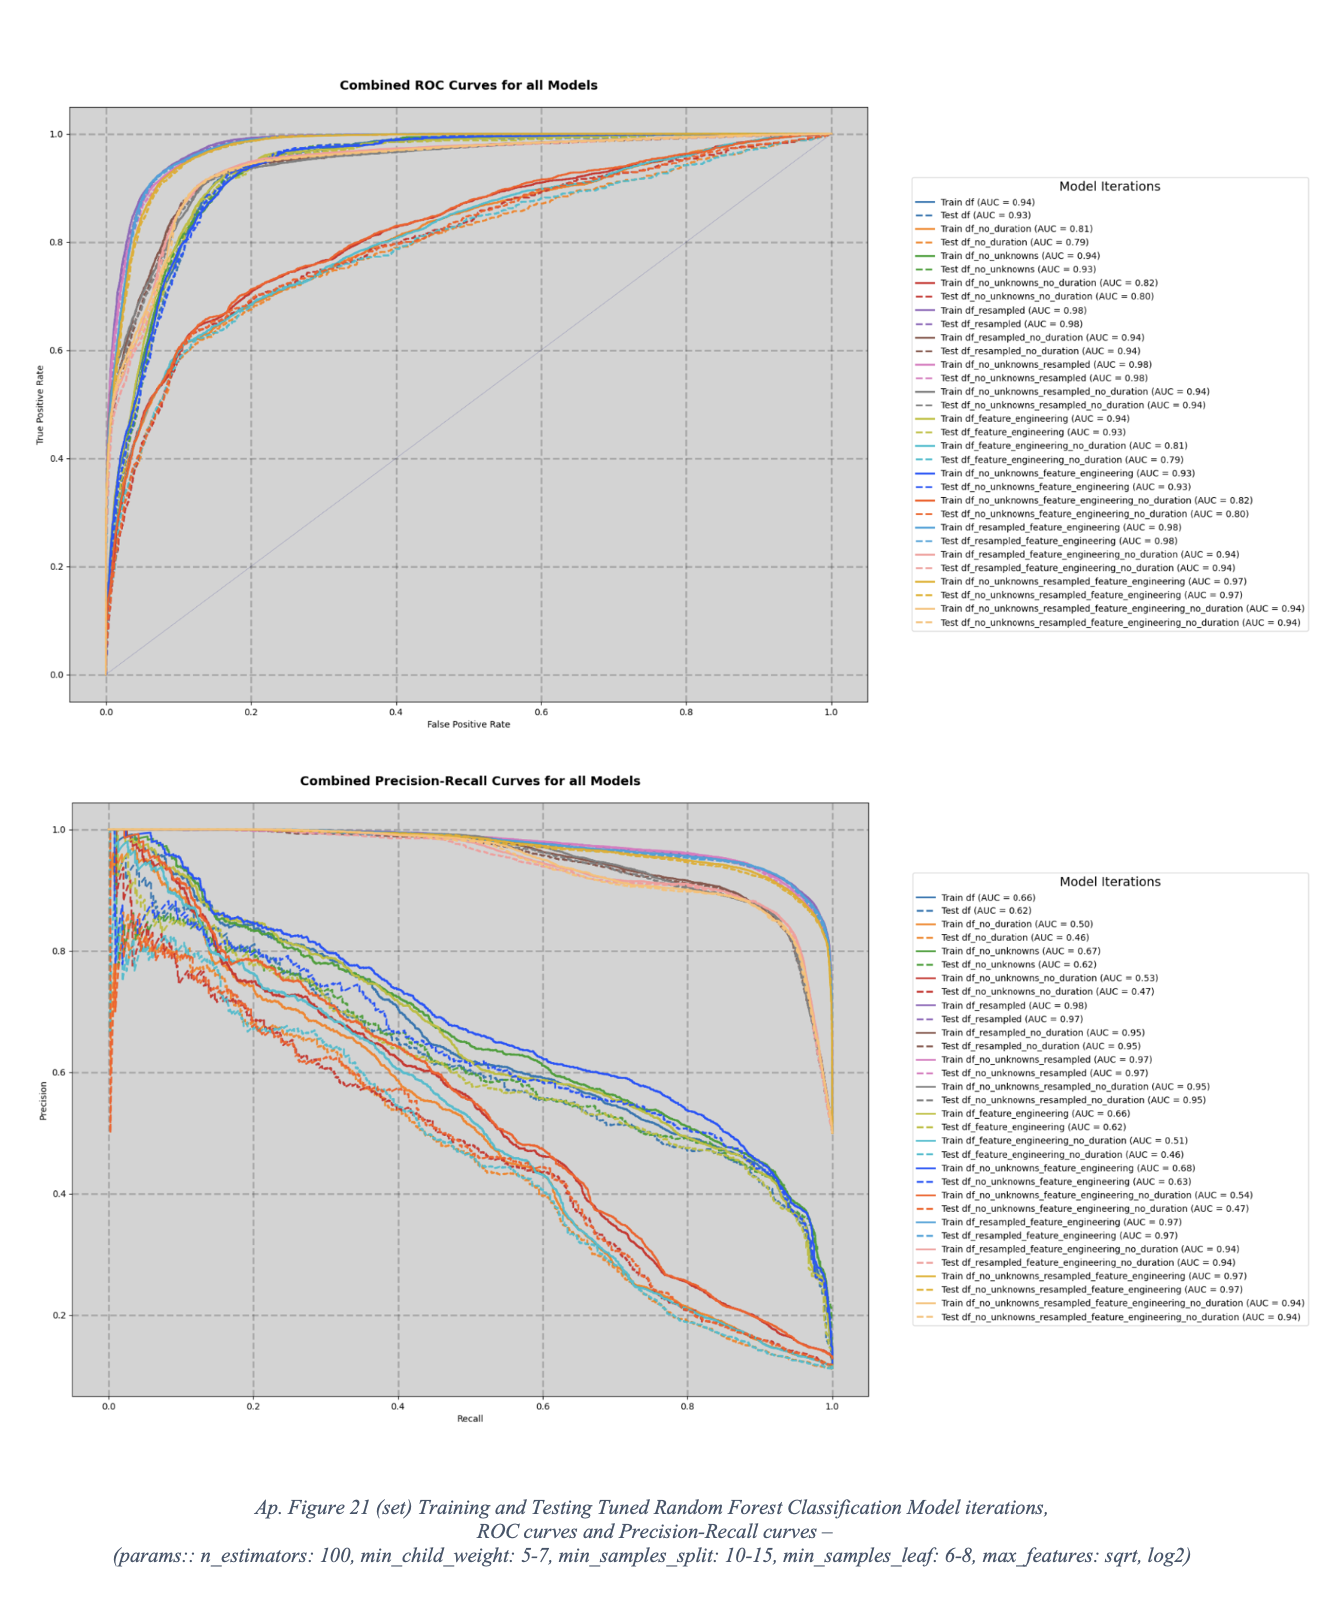 Combined ROC Curves for all Models
1.0
0.8
0.6
0.4
0.2
0.0
True Positive Rate
0.0 0.2 0.4 0.6 0.8 1.0
False Positive Rate
Model Iterations
Train df (AUC = 0.94)
Test df (AUC = 0.93)
Train df_no_duration (AUC = 0.81)
Test df_no_duration (AUC = 0.79)
Train df_no_unknowns (AUC = 0.94)
Test df_no_unknowns (AUC = 0.93)
Train df_no_unknowns_no_duration (AUC = 0.82)
Test df_no_unknowns_no_duration (AUC = 0.80)
Train df_resampled (AUC = 0.98)
Test df_resampled (AUC = 0.98)
Train df_resampled_no_duration (AUC = 0.94)
Test df_resampled_no_duration (AUC = 0.94)
Train df_no_unknowns_resampled (AUC = 0.98)
Test df_no_unknowns_resampled (AUC = 0.98)
Train df_no_unknowns_resampled_no_duration (AUC = 0.94)
Test df_no_unknowns_resampled_no_duration (AUC = 0.94)
Train df_feature_engineering (AUC = 0.94)
Test df_feature_engineering (AUC = 0.93)
Train df_feature_engineering_no_duration (AUC = 0.81)
Test df_feature_engineering_no_duration (AUC = 0.79)
Train df_no_unknowns_feature_engineering (AUC = 0.93)
Test df_no_unknowns_feature_engineering (AUC = 0.93)
Train df_no_unknowns_feature_engineering_no_duration (AUC = 0.82)
Test df_no_unknowns_feature_engineering_no_duration (AUC = 0.80)
Train df_resampled_feature_engineering (AUC = 0.98)
Test df_resampled_feature_engineering (AUC = 0.98)
Train df_resampled_feature_engineering_no_duration (AUC = 0.94)
Test df_resampled_feature_engineering_no_duration (AUC = 0.94)
Train df_no_unknowns_resampled_feature_engineering (AUC = 0.97)
Test df_no_unknowns_resampled_feature_engineering (AUC = 0.97)
Train df_no_unknowns_resampled_feature_engineering_no_duration (AUC = 0.94)
Test df_no_unknowns_resampled_feature_engineering_no_duration (AUC = 0.94)
Combined Precision-Recall Curves for all Models
1.0
0.8
0.6
0.4
0.2
Precision
0.0 0.2 0.4 0.6 0.8 1.0
Recall
Model Iterations
Train df (AUC = 0.66)
Test df (AUC = 0.62)
Train df_no_duration (AUC = 0.50)
Test df_no_duration (AUC = 0.46)
Train df_no_unknowns (AUC = 0.67)
Test df_no_unknowns (AUC = 0.62)
Train df_no_unknowns_no_duration (AUC = 0.53)
Test df_no_unknowns_no_duration (AUC = 0.47)
Train df_resampled (AUC = 0.98)
Test df_resampled (AUC = 0.97)
Train df_resampled_no_duration (AUC = 0.95)
Test df_resampled_no_duration (AUC = 0.95)
Train df_no_unknowns_resampled (AUC = 0.97)
Test df_no_unknowns_resampled (AUC = 0.97)
Train df_no_unknowns_resampled_no_duration (AUC = 0.95)
Test df_no_unknowns_resampled_no_duration (AUC = 0.95)
Train df_feature_engineering (AUC = 0.66)
Test df_feature_engineering (AUC = 0.62)
Train df_feature_engineering_no_duration (AUC = 0.51)
Test df_feature_engineering_no_duration (AUC = 0.46)
Train df_no_unknowns_feature_engineering (AUC = 0.68)
Test df_no_unknowns_feature_engineering (AUC = 0.63)
Train df_no_unknowns_feature_engineering_no_duration (AUC = 0.54)
Test df_no_unknowns_feature_engineering_no_duration (AUC = 0.47)
Train df_resampled_feature_engineering (AUC = 0.97)
Test df_resampled_feature_engineering (AUC = 0.97)
Train df_resampled_feature_engineering_no_duration (AUC = 0.94)
Test df_resampled_feature_engineering_no_duration (AUC = 0.94)
Train df_no_unknowns_resampled_feature_engineering (AUC = 0.97)
Test df_no_unknowns_resampled_feature_engineering (AUC = 0.97)
Train df_no_unknowns_resampled_feature_engineering_no_duration (AUC = 0.94)
Test df_no_unknowns_resampled_feature_engineering_no_duration (AUC = 0.94)
Ap. Figure 21 (set) Training and Testing Tuned Random Forest Classification Model iterations,
ROC curves and Precision-Recall curves –
(params:: n_estimators: 100, min_child_weight: 5-7, min_samples_split: 10-15, min_samples_leaf: 6-8, max_features: sqrt, log2)